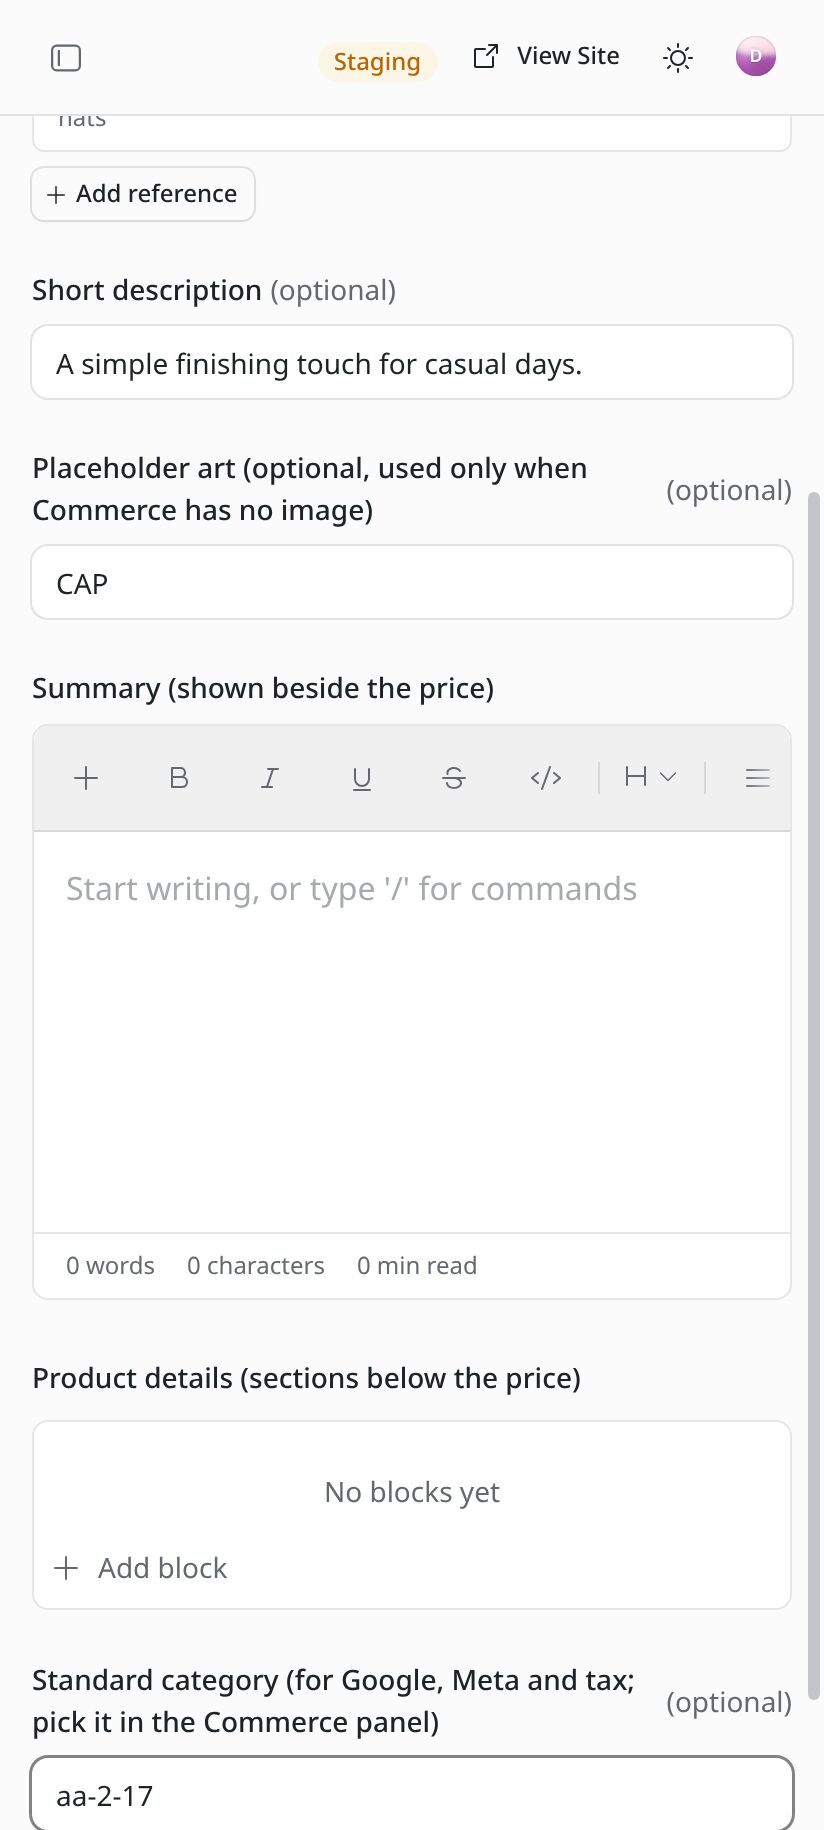 Staging
View Site
D
hats
Add reference
Short description (optional)
A simple finishing touch for casual days.
Placeholder art (optional, used only when
Commerce has no image)
(optional)
CAP
Summary (shown beside the price)
B I U S </> H
Start writing, or type '/' for commands
0 words 0 characters 0 min read
Product details (sections below the price)
No blocks yet
Add block
Standard category (for Google, Meta and tax;
pick it in the Commerce panel)
(optional)
aa-2-17